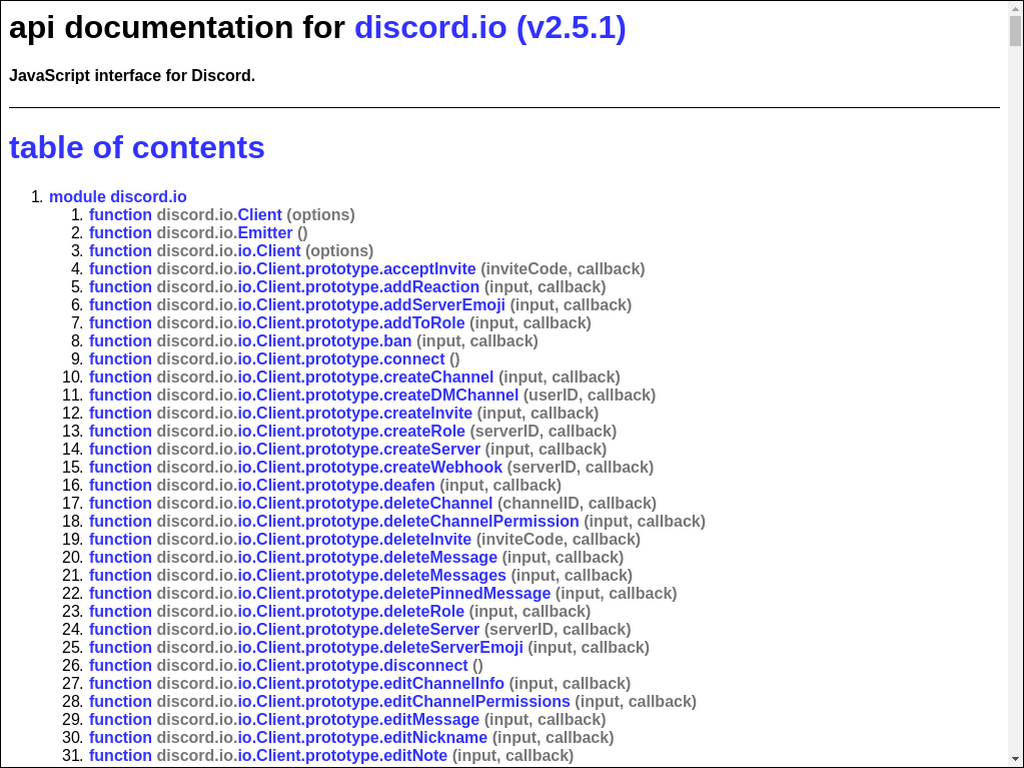 api documentation for discord.io (v2.5.1)
JavaScript interface for Discord.
table of contents
1. module discord.io
1. function discord.io.Client (options)
2. function discord.io.Emitter ()
3. function discord.io.io.Client (options)
4. function discord.io.io.Client.prototype.acceptInvite (inviteCode, callback)
5. function discord.io.io.Client.prototype.addReaction (input, callback)
6. function discord.io.io.Client.prototype.addServerEmoji (input, callback)
7. function discord.io.io.Client.prototype.addToRole (input, callback)
8. function discord.io.io.Client.prototype.ban (input, callback)
9. function discord.io.io.Client.prototype.connect ()
10. function discord.io.io.Client.prototype.createChannel (input, callback)
11. function discord.io.io.Client.prototype.createDMChannel (userID, callback)
12. function discord.io.io.Client.prototype.createInvite (input, callback)
13. function discord.io.io.Client.prototype.createRole (serverID, callback)
14. function discord.io.io.Client.prototype.createServer (input, callback)
15. function discord.io.io.Client.prototype.createWebhook (serverID, callback)
16. function discord.io.io.Client.prototype.deafen (input, callback)
17. function discord.io.io.Client.prototype.deleteChannel (channelID, callback)
18. function discord.io.io.Client.prototype.deleteChannelPermission (input, callback)
19. function discord.io.io.Client.prototype.deleteInvite (inviteCode, callback)
20. function discord.io.io.Client.prototype.deleteMessage (input, callback)
21. function discord.io.io.Client.prototype.deleteMessages (input, callback)
22. function discord.io.io.Client.prototype.deletePinnedMessage (input, callback)
23. function discord.io.io.Client.prototype.deleteRole (input, callback)
24. function discord.io.io.Client.prototype.deleteServer (serverID, callback)
25. function discord.io.io.Client.prototype.deleteServerEmoji (input, callback)
26. function discord.io.io.Client.prototype.disconnect ()
27. function discord.io.io.Client.prototype.editChannelInfo (input, callback)
28. function discord.io.io.Client.prototype.editChannelPermissions (input, callback)
29. function discord.io.io.Client.prototype.editMessage (input, callback)
30. function discord.io.io.Client.prototype.editNickname (input, callback)
31. function discord.io.io.Client.prototype.editNote (input, callback)